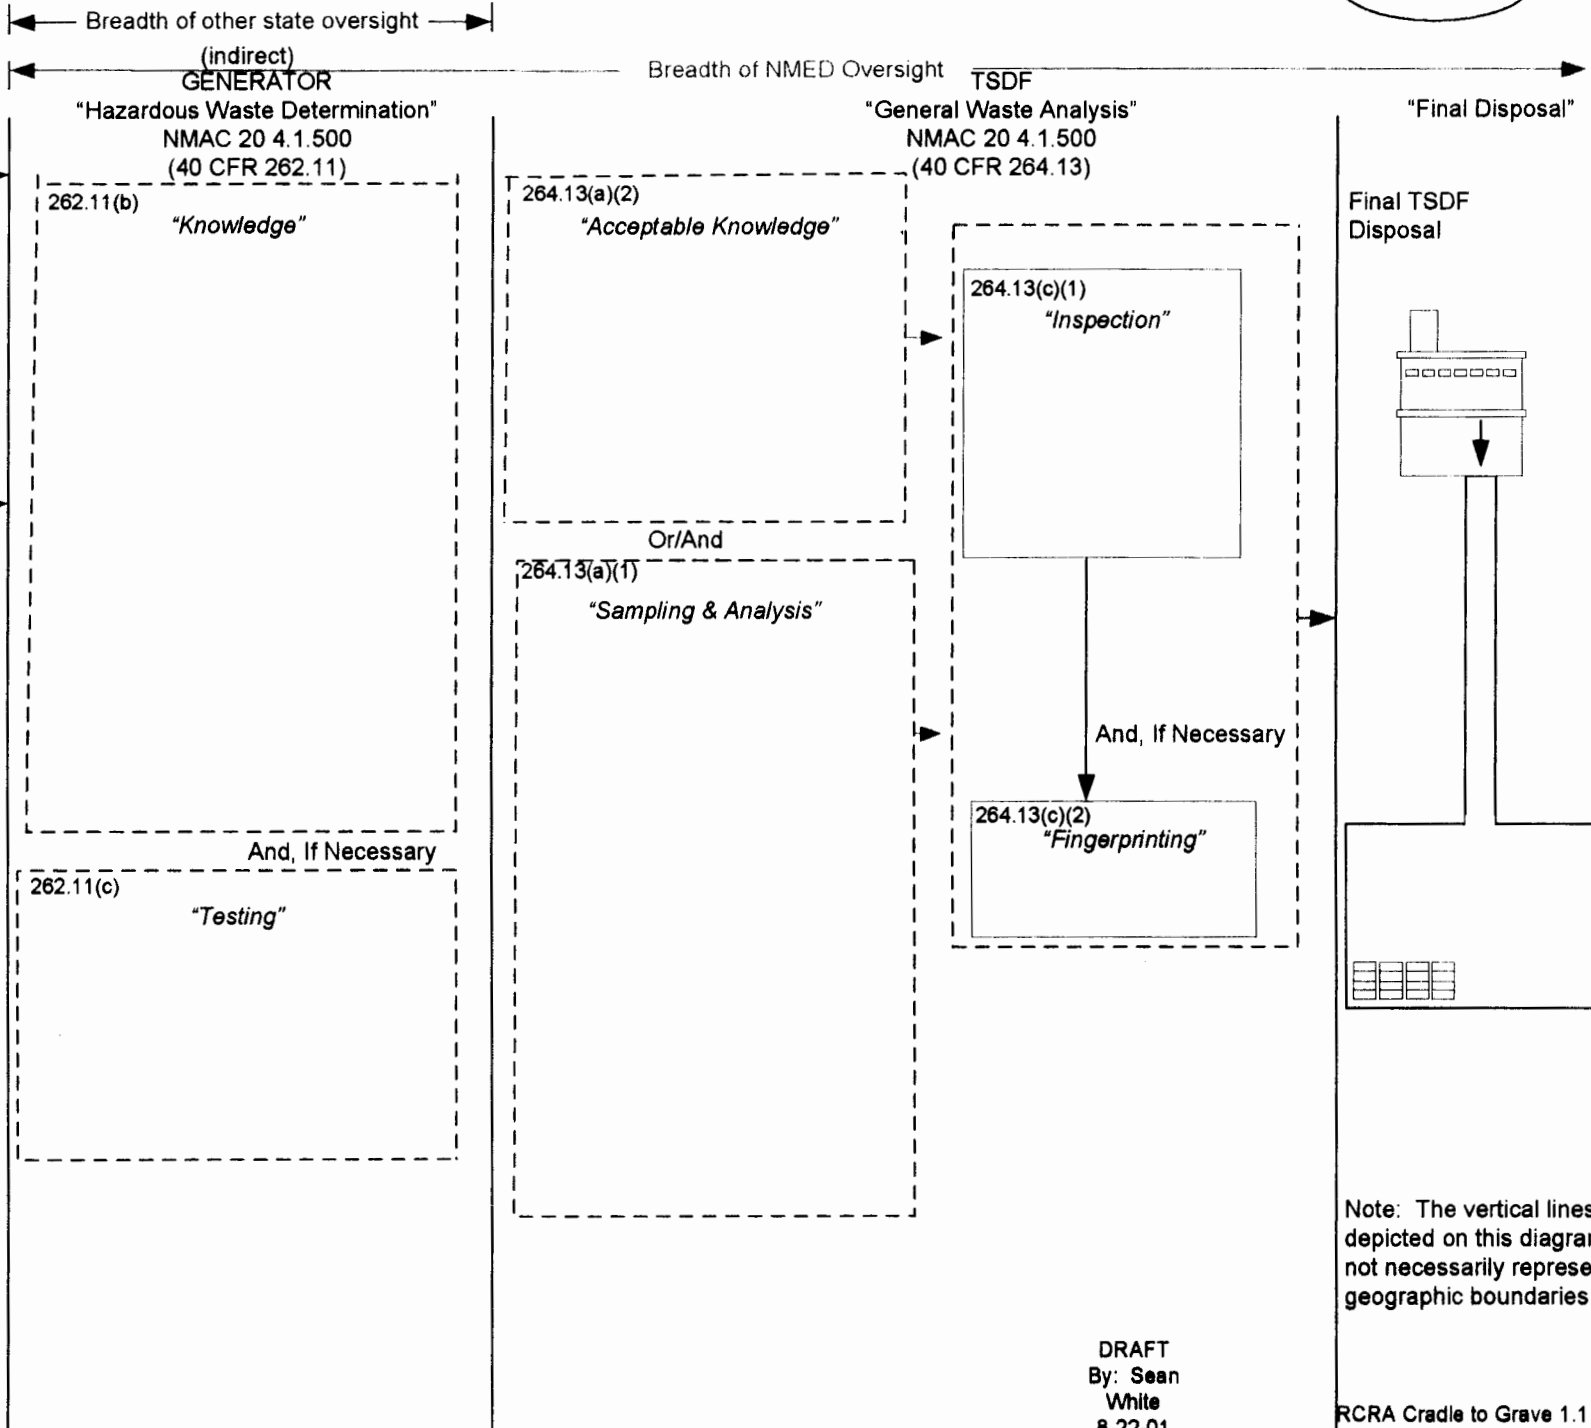 Breadth of other state oversight
(indirect)
Breadth of NMED Oversight
GENERATOR
"Hazardous Waste Determination"
NMAC 20 4.1.500
(40 CFR 262.11)
TSDF
"General Waste Analysis"
NMAC 20 4.1.500
(40 CFR 264.13)
"Final Disposal"
262.11(b)
"Knowledge"
And, If Necessary
262.11(c)
"Testing"
264.13(a)(2)
"Acceptable Knowledge"
Or/And
264.13(a)(1)
"Sampling & Analysis"
264.13(c)(1)
"Inspection"
And, If Necessary
264.13(c)(2)
"Fingerprinting"
Final TSDF
Disposal
Note: The vertical lines
depicted on this
not necessarily
geographic boundaries
DRAFT
By: Sean
White
8-22-01
RCRA Cradle to Grave 1.1